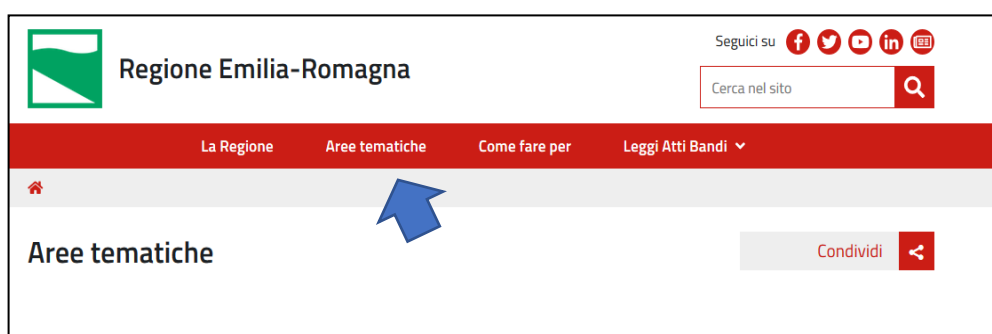 Seguici su
Regione Emilia-Romagna
Cerca nel sito
La Regione Aree tematiche Come fare per Leggi Atti Bandi
Aree tematiche
Condividi